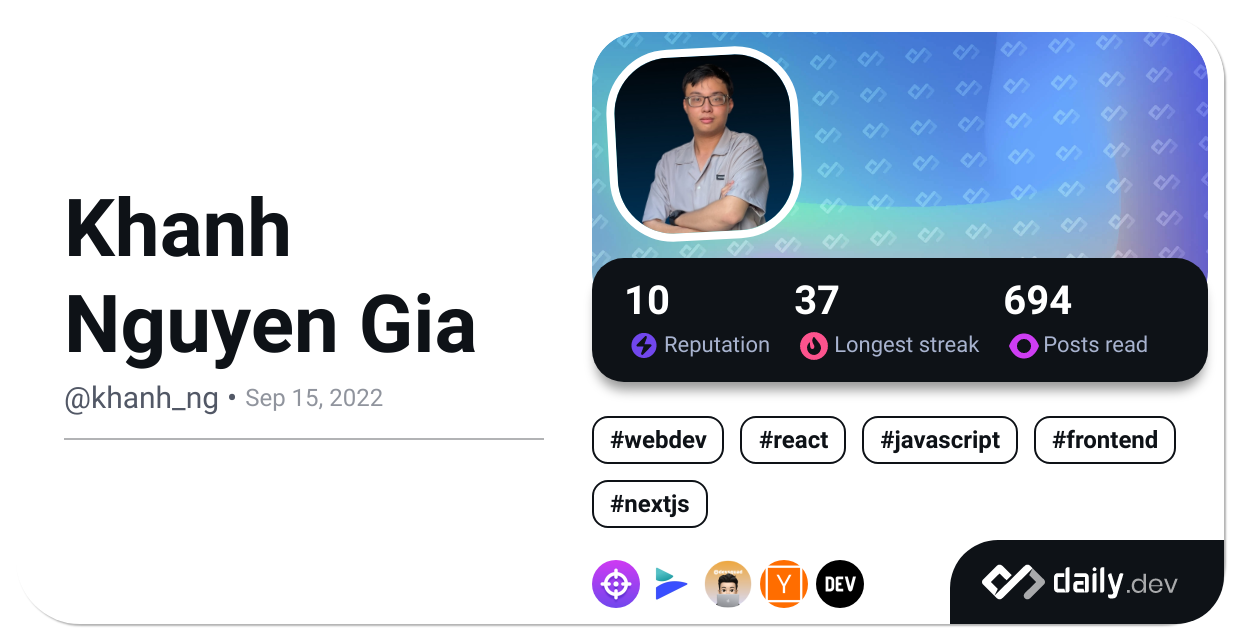 Khanh
Nguyen Gia
@khanh_ng • Sep 15, 2022
10
Reputation
37
Longest streak
694
Posts read
#webdev
#react
#javascript
#frontend
#nextjs
Y
DEV
daily.dev